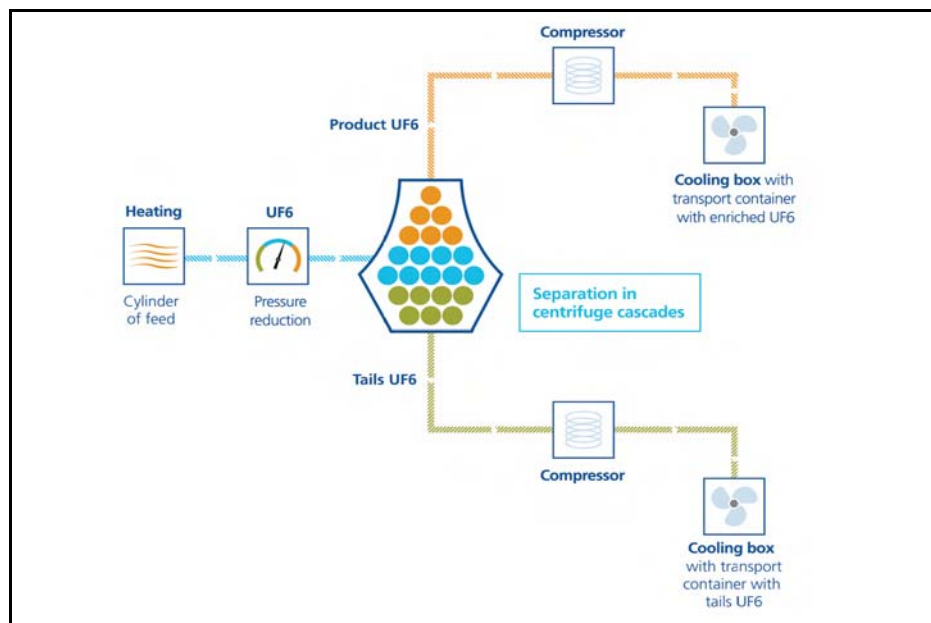 Compressor
Product UF6
Cooling box with
transport container
with enriched UF6
Heating
UF6
Cylinder
of feed
Pressure
reduction
Separation in
centrifuge cascades
Tails UF6
Compressor
Cooling box
with transport
container with
tails UF6